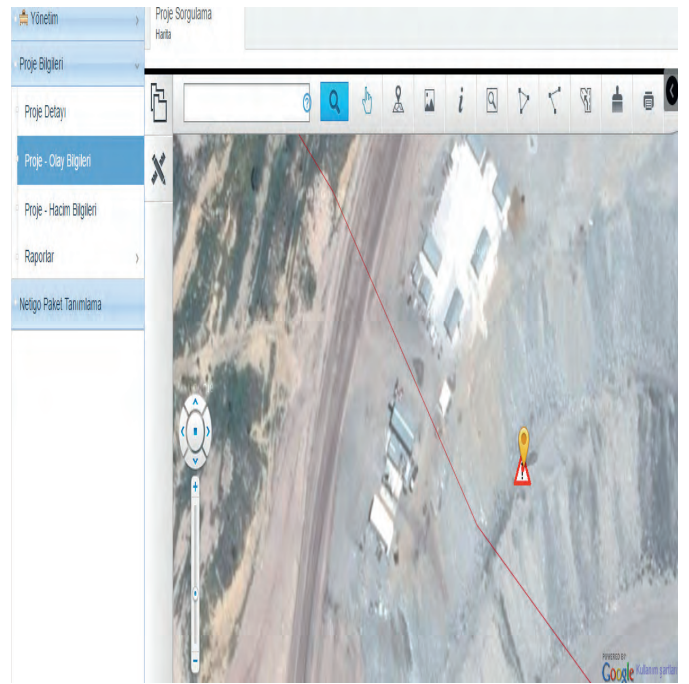 Yönetim
Proje Bilgileri
Proje Detayı
Proje - Olay Bilgileri
Proje - Hacim Bilgileri
Raporlar
Netigo Paket Tanımlama
Proje Sorgulama
Harita
?
i
!
POWERED BY
Google Kullanım şartları